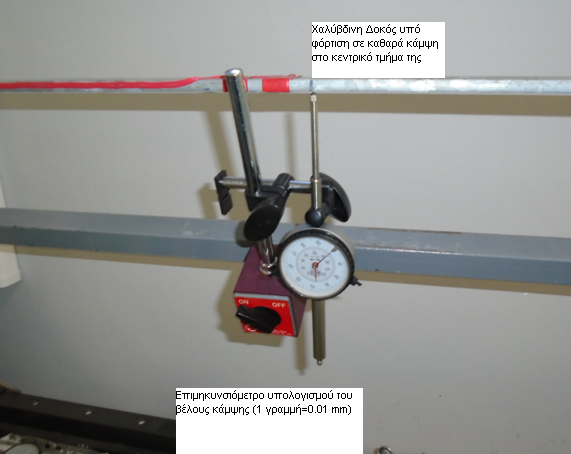 Χαλύβδινη Δοκός υπό
φόρτιση σε καθαρά κάμψη
στο κεντρικό τμήμα της
ON OFF
Επιμηκυνσιόμετρο υπολογισμού του
βέλους κάμψης (1 γραμμή=0.01 mm)